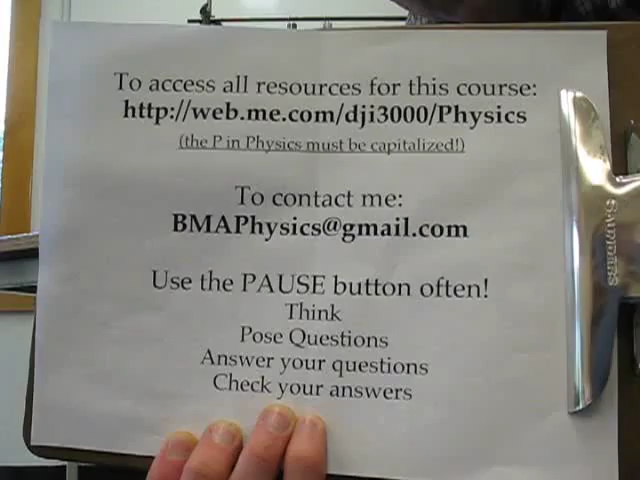 To access all resources for this course:
http://web.me.com/dji3000/Physics
(the P in Physics must be capitalized!)
To contact me:
BMAPhysics@gmail.com
Use the PAUSE button often!
Think
Pose Questions
Answer your questions
Check your answers
SAUNDERS